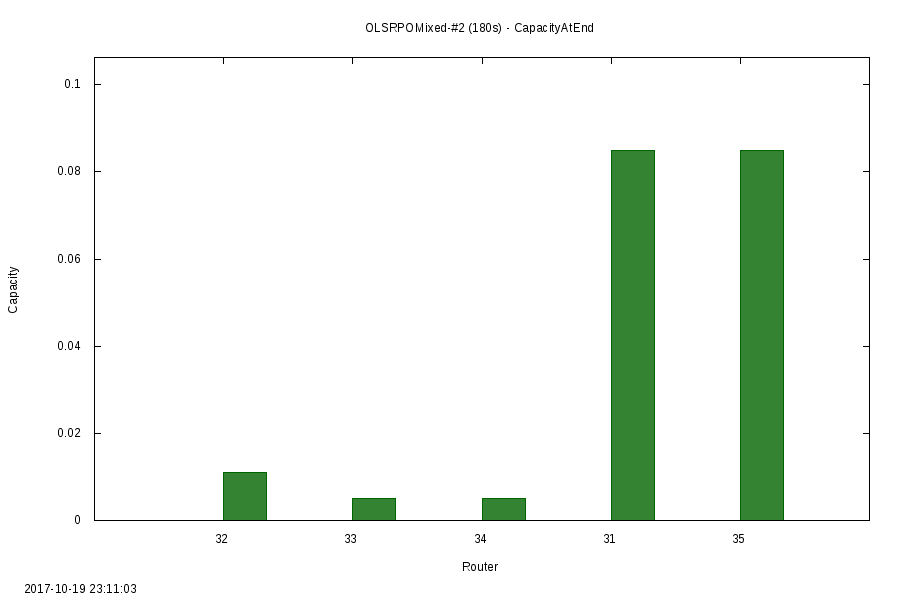 OLSRPOMixed-#2 (180s) - CapacityAtEnd
0.1
0.08
0.06
0.04
0.02
0
Capacity
32 33 34 31 35
Router
2017-10-19 23:11:03